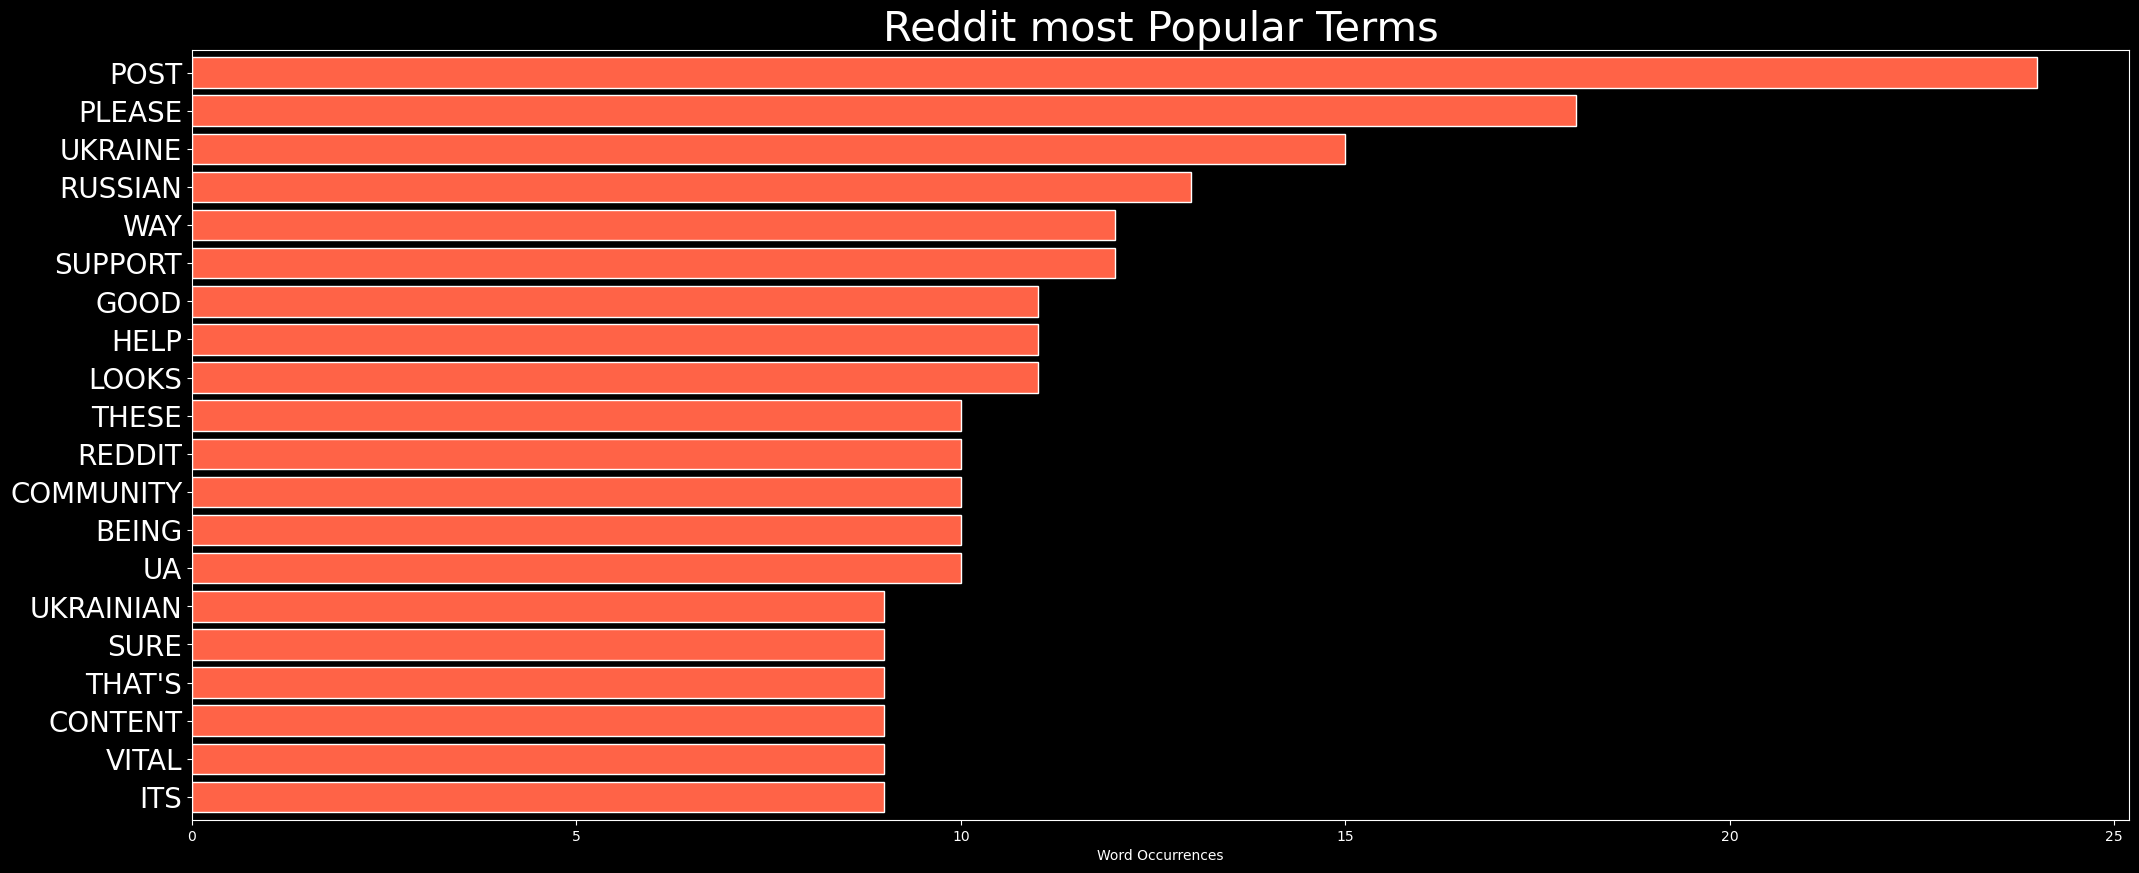 Reddit most Popular Terms
POST
PLEASE
UKRAINE
RUSSIAN
WAY
SUPPORT
GOOD
HELP
LOOKS
THESE
REDDIT
COMMUNITY
BEING
UA
UKRAINIAN
SURE
THAT'S
CONTENT
VITAL
ITS
0 5 10 15 20 25
Word Occurrences